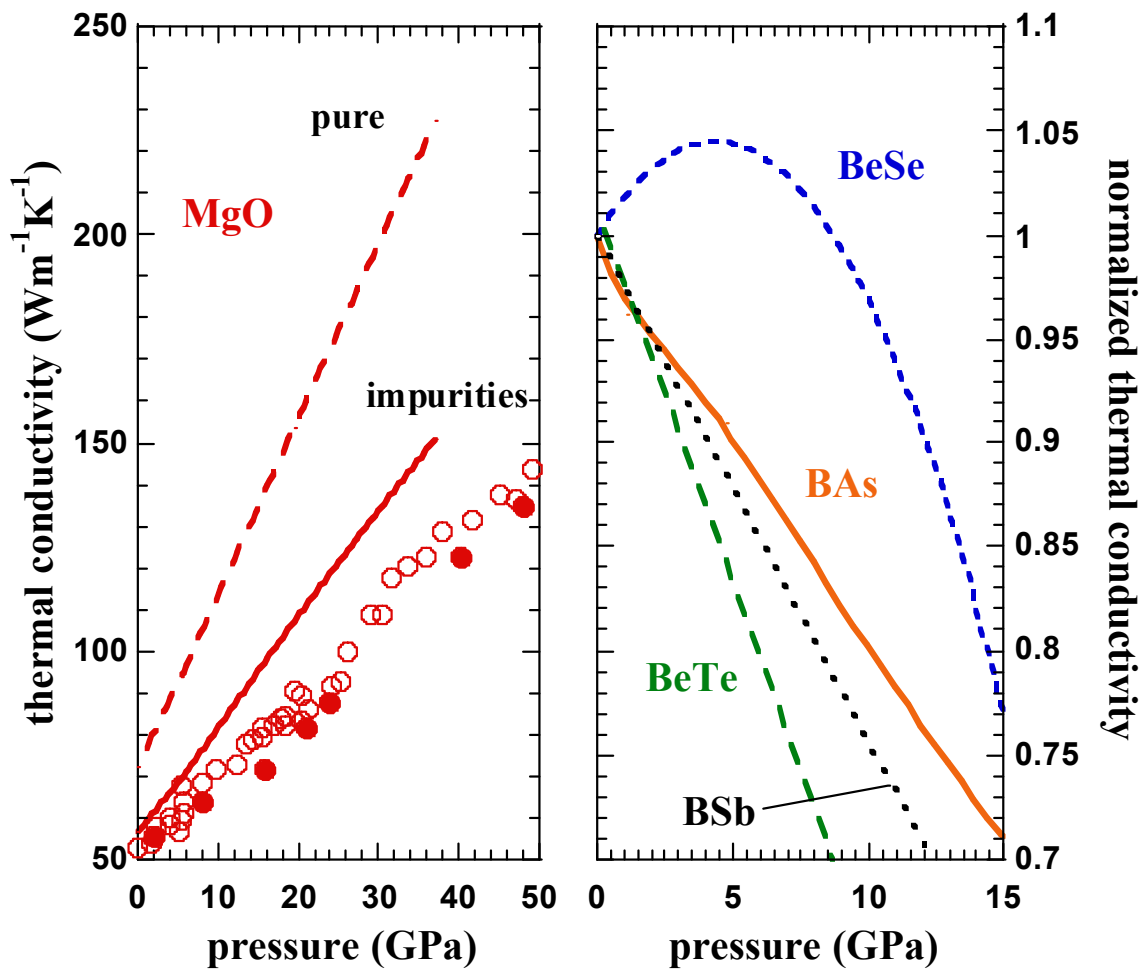 250
200
150
100
50
thermal conductivity (Wm⁻¹K⁻¹)
pure
MgO
impurities
0 10 20 30 40 50
pressure (GPa)
BeSe
BAs
BeTe
BSb
0 5 10 15
pressure (GPa)
1.1
1.05
1
0.95
0.9
0.85
0.8
0.75
0.7
normalized thermal conductivity